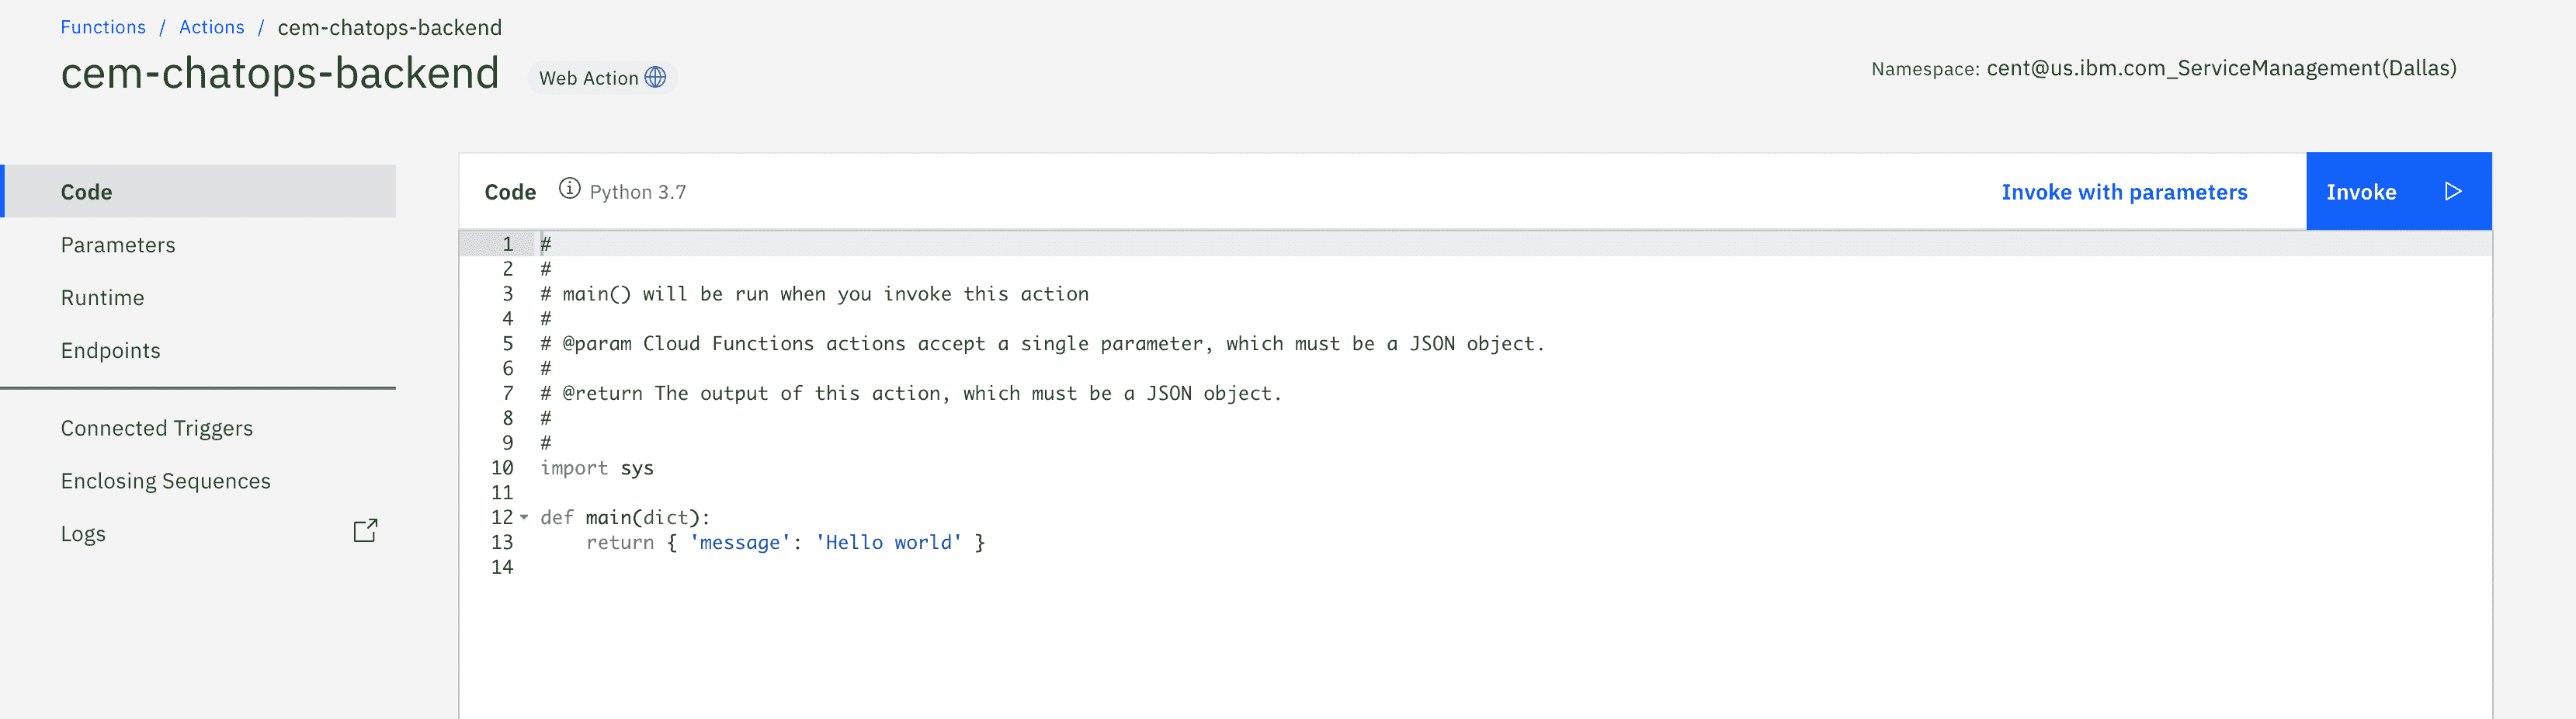 Functions / Actions / cem-chatops-backend
cem-chatops-backend Web Action
Namespace: cent@us.ibm.com_ServiceManagement(Dallas)
Code
Parameters
Runtime
Endpoints
Connected Triggers
Enclosing Sequences
Logs
Code Python 3.7 Invoke with parameters Invoke
1 #
2 #
3 # main() will be run when you invoke this action
4 #
5 # @param Cloud Functions actions accept a single parameter, which must be a JSON object.
6 #
7 # @return The output of this action, which must be a JSON object.
8 #
9 #
10 import sys
11
12 def main(dict):
13     return { 'message': 'Hello world' }
14